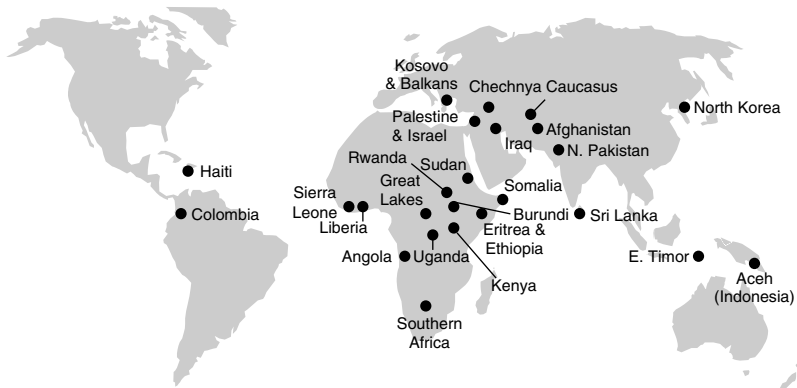 Kosovo
& Balkans
Chechnya Caucasus
North Korea
Palestine
& Israel
Afghanistan
Iraq
N. Pakistan
Rwanda
Sudan
Haiti
Great
Lakes
Somalia
Sierra
Leone
Liberia
Colombia
Burundi
Sri Lanka
Eritrea &
Ethiopia
Angola
Uganda
E. Timor
Kenya
Aceh
(Indonesia)
Southern
Africa